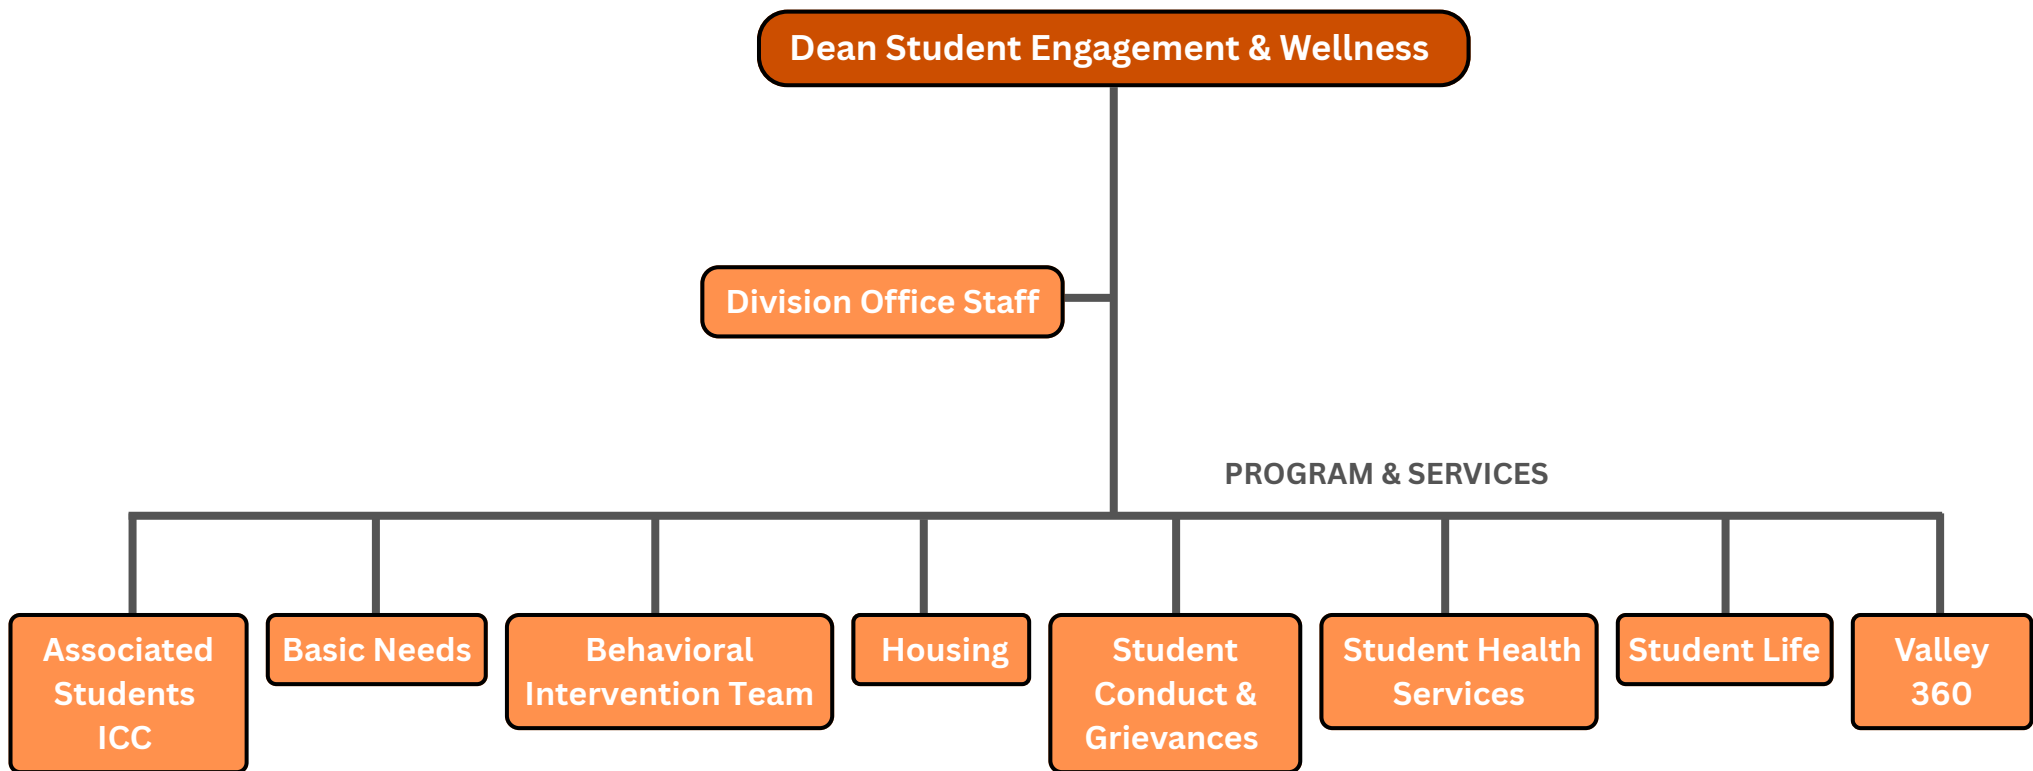 Dean Student Engagement & Wellness
Division Office Staff
PROGRAM & SERVICES
Associated
Students
ICC
Basic Needs
Behavioral
Intervention Team
Housing
Student
Conduct &
Grievances
Student Health
Services
Student Life
Valley
360